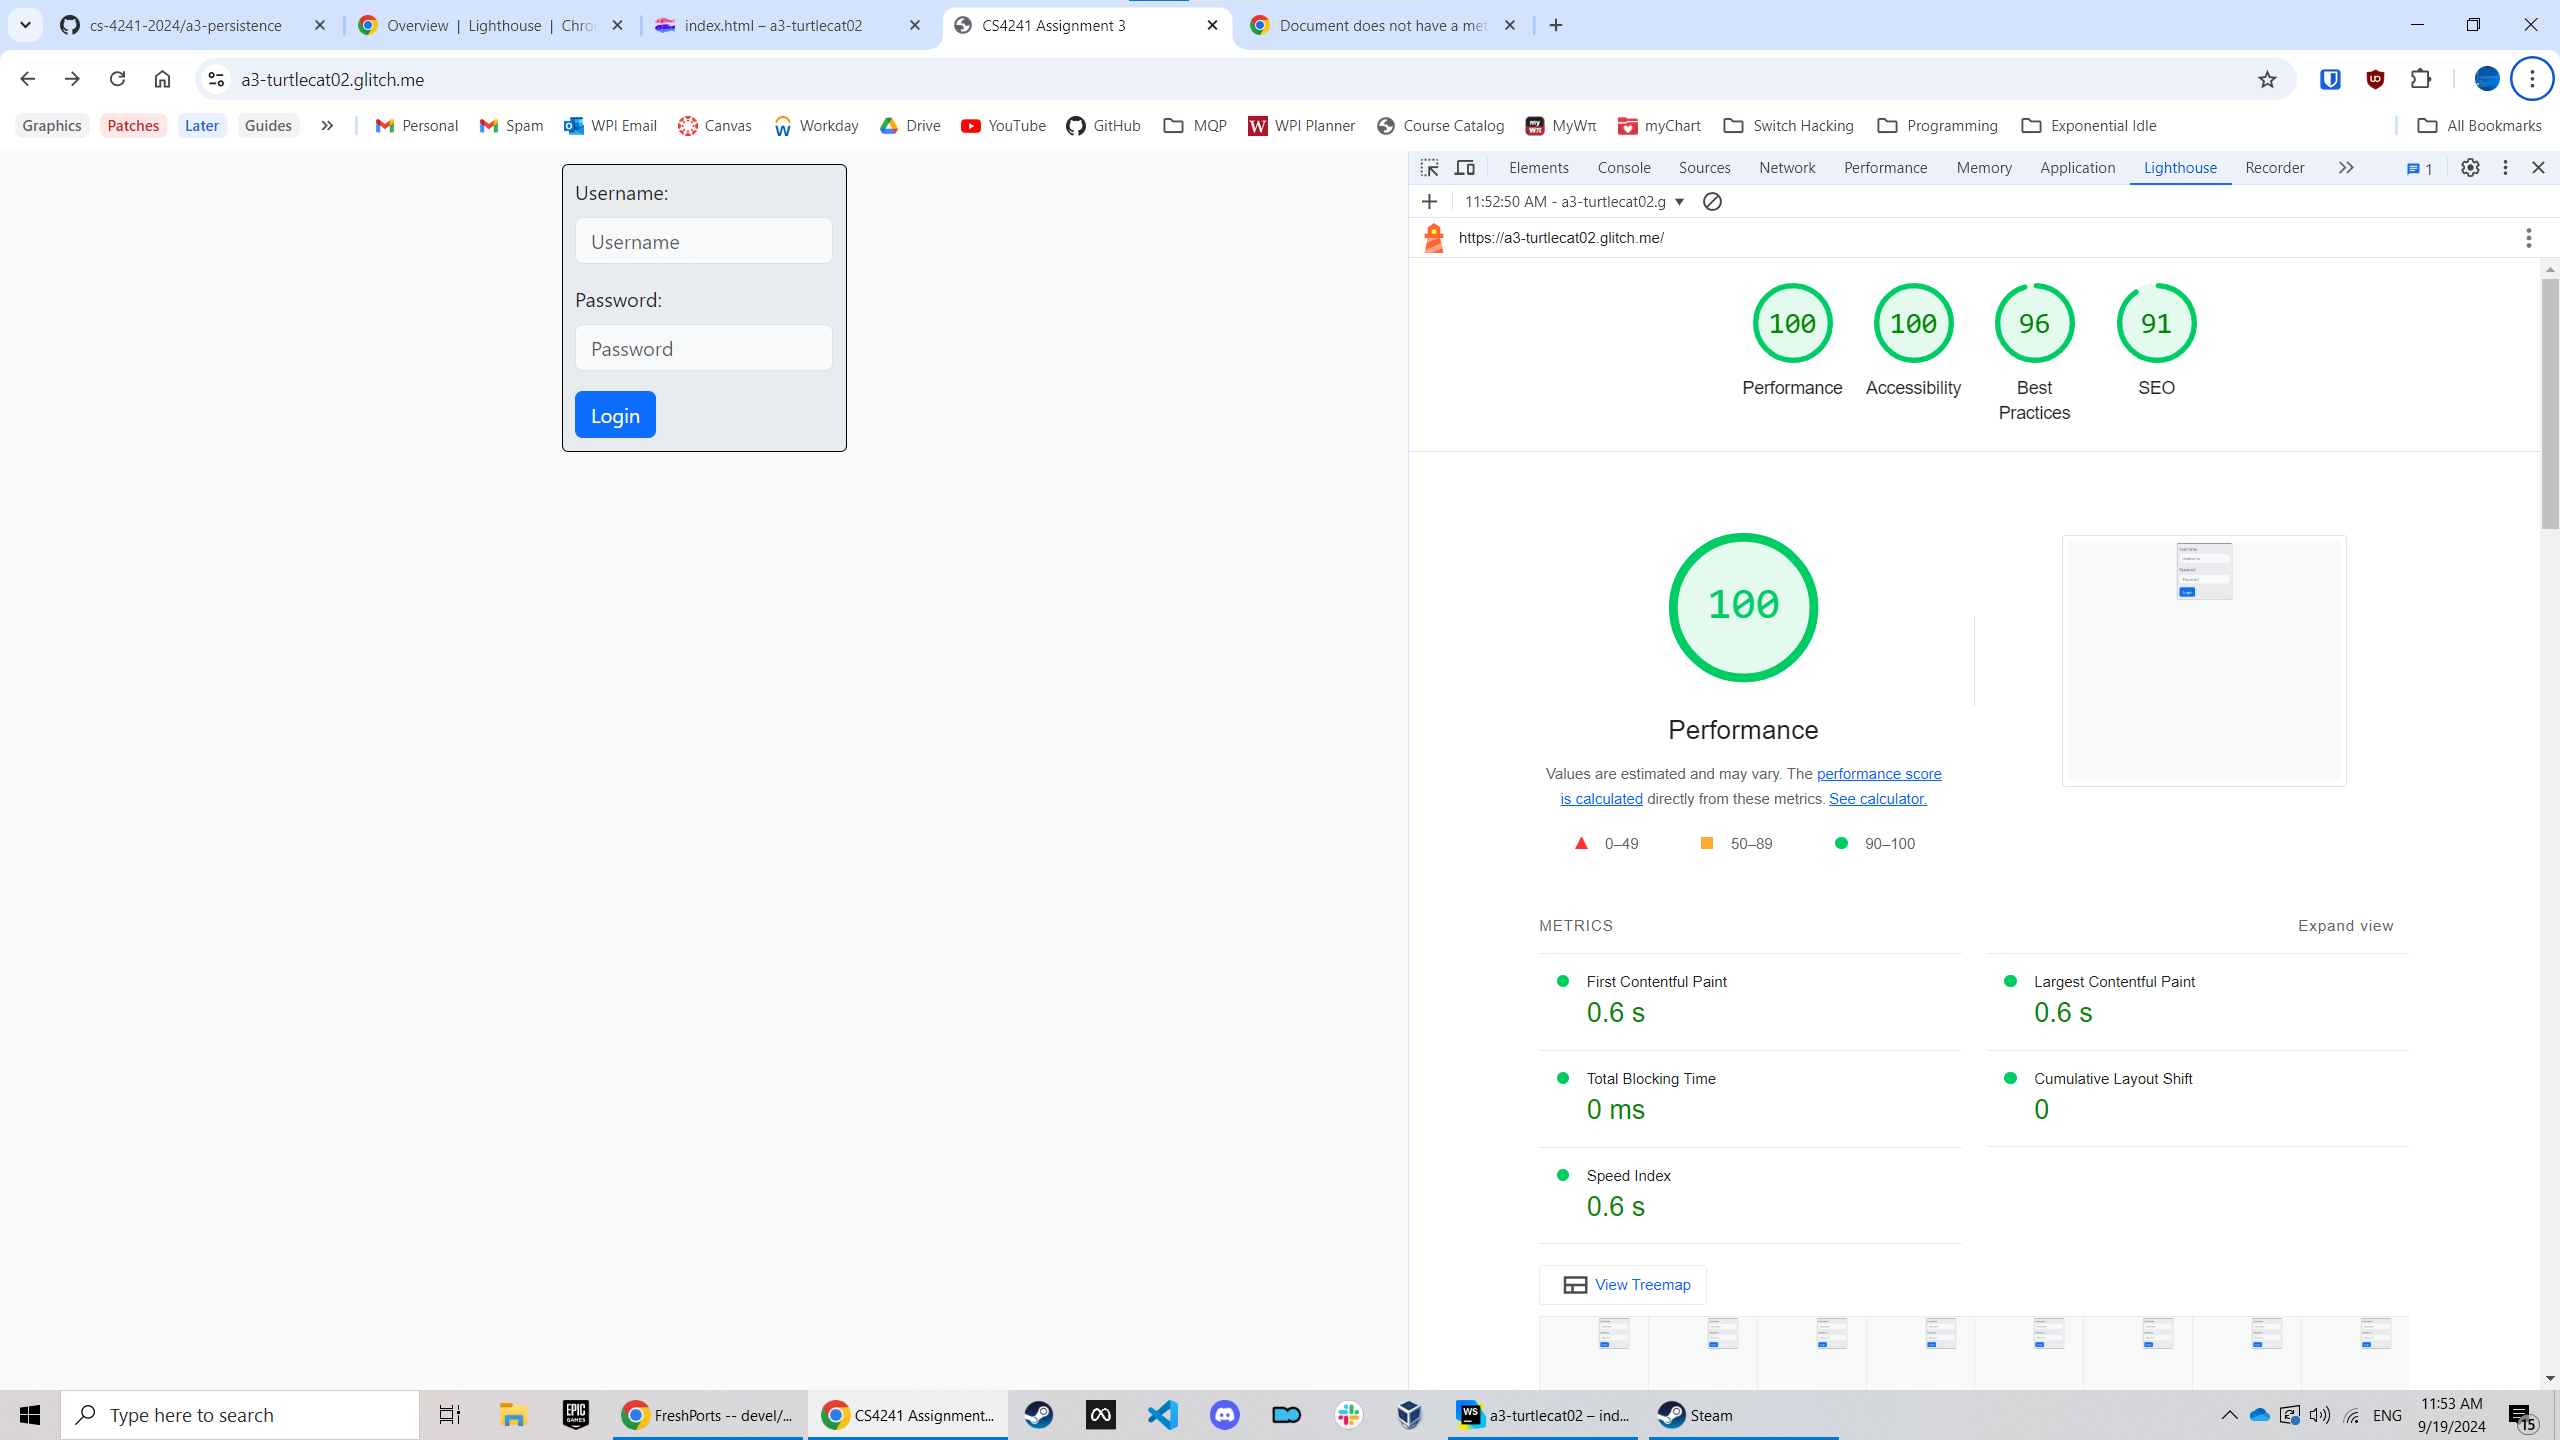 cs-4241-2024/a3-persistence
Overview | Lighthouse | Chro
index.html – a3-turtlecat02
CS4241 Assignment 3
Document does not have a met
a3-turtlecat02.glitch.me
Graphics Patches Later Guides » Personal Spam WPI Email Canvas Workday Drive YouTube GitHub MQP WPI Planner Course Catalog MyWπ myChart Switch Hacking Programming Exponential Idle All Bookmarks
Username:
Username
Password:
Password
Login
Elements Console Sources Network Performance Memory Application Lighthouse Recorder » 1
11:52:50 AM - a3-turtlecat02.g
https://a3-turtlecat02.glitch.me/
100 100 96 91
Performance Accessibility Best Practices SEO
100
Performance
Values are estimated and may vary. The performance score
is calculated directly from these metrics. See calculator.
0–49 50–89 90–100
METRICS Expand view
First Contentful Paint
0.6 s
Largest Contentful Paint
0.6 s
Total Blocking Time
0 ms
Cumulative Layout Shift
0
Speed Index
0.6 s
View Treemap
Type here to search
EPIC GAMES
FreshPorts -- devel/...
CS4241 Assignment...
WS
a3-turtlecat02 – ind...
Steam
ENG
11:53 AM
9/19/2024
15